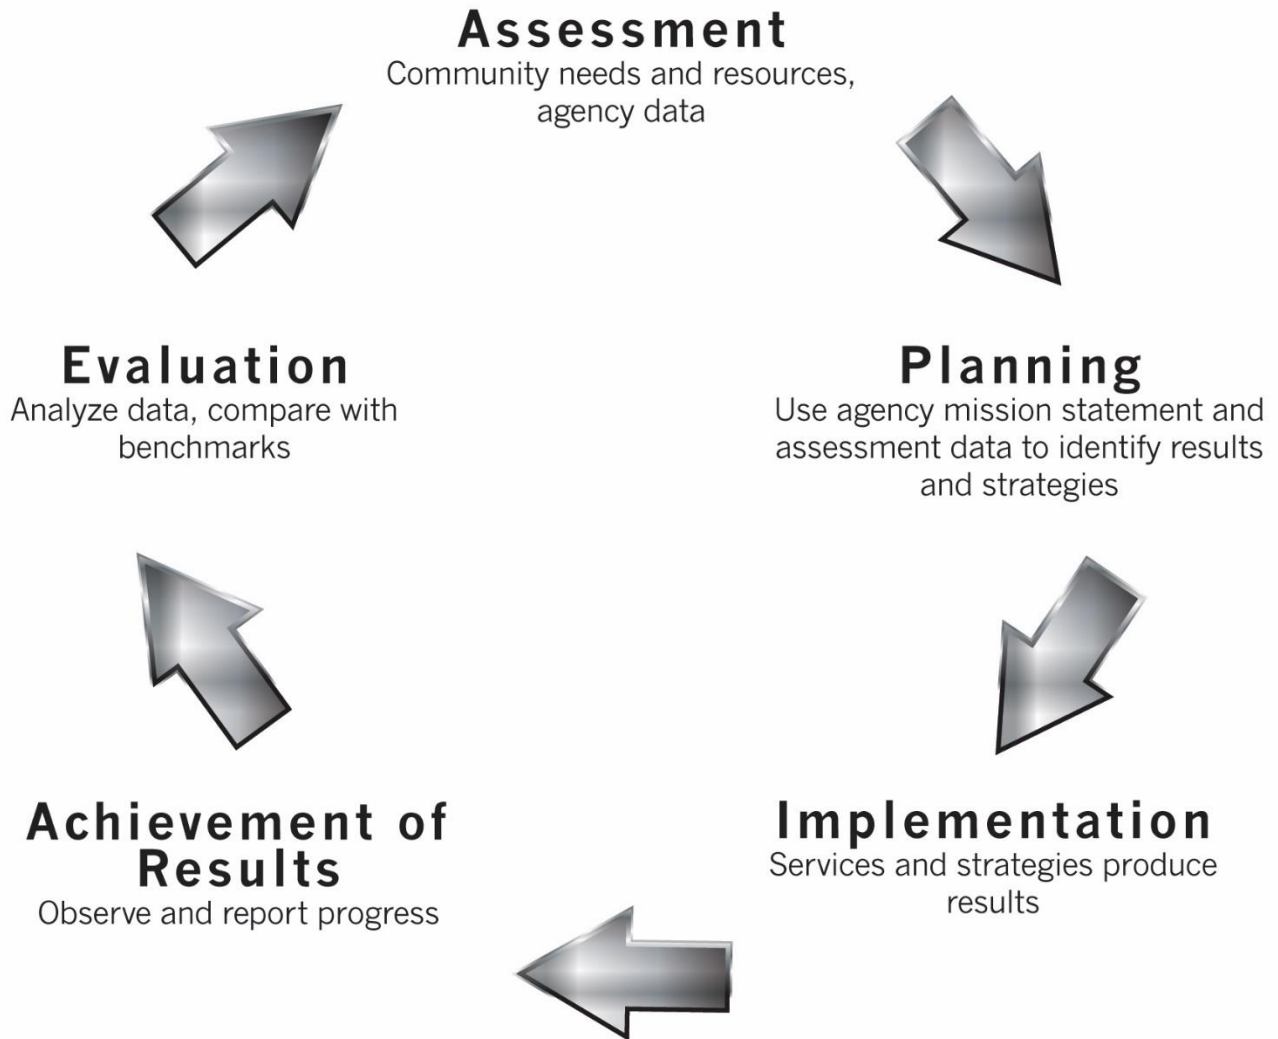 Assessment
Community needs and resources,
agency data
Planning
Use agency mission statement and
assessment data to identify results
and strategies
Implementation
Services and strategies produce
results
Achievement of
Results
Observe and report progress
Evaluation
Analyze data, compare with
benchmarks